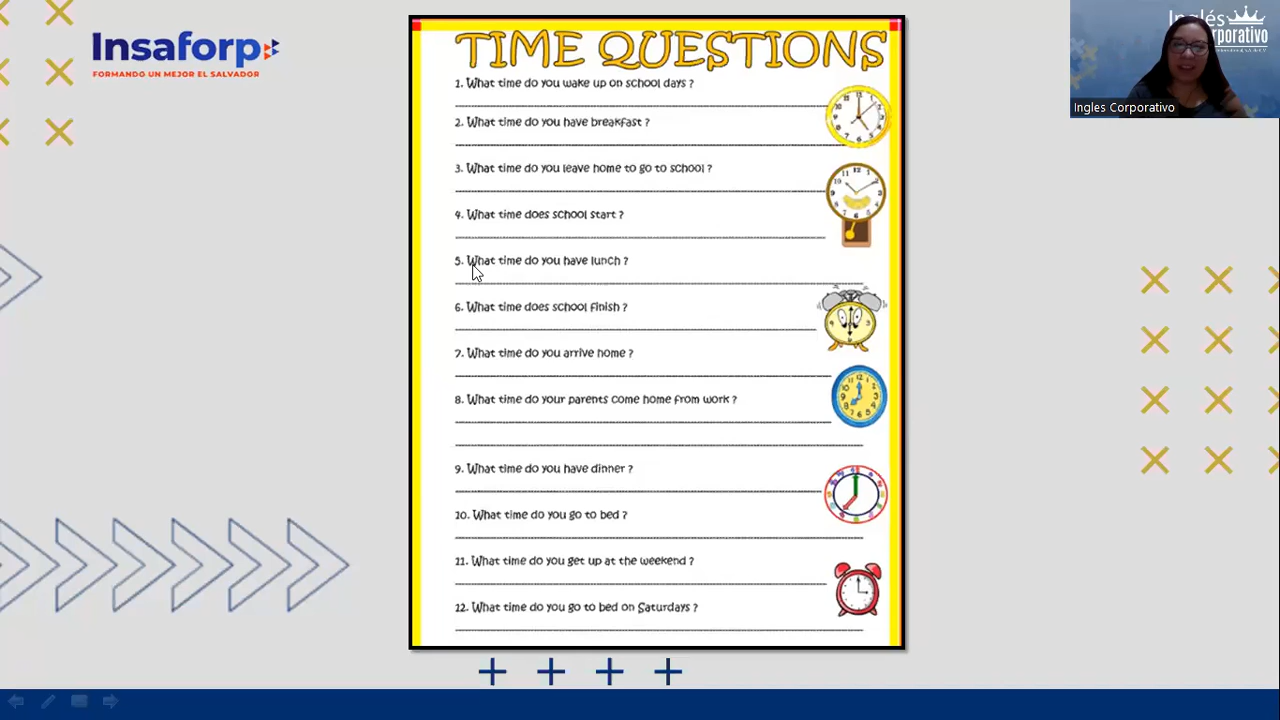 Insaforp
FORMANDO UN MEJOR EL SALVADOR
TIME QUESTIONS
1. What time do you wake up on school days ?
2. What time do you have breakfast ?
3. What time do you leave home to go to school ?
4. What time does school start ?
5. What time do you have lunch ?
6. What time does school finish ?
7. What time do you arrive home ?
8. What time do your parents come home from work ?
9. What time do you have dinner ?
10. What time do you go to bed ?
11. What time do you get up at the weekend ?
12. What time do you go to bed on Saturdays ?
Ingles Corporativo